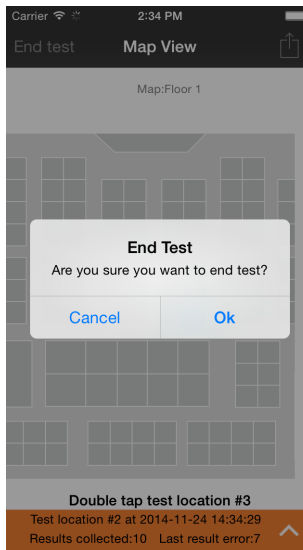 Carrier 2:34 PM
End test Map View
Map:Floor 1
End Test
Are you sure you want to end test?
Cancel Ok
Double tap test location #3
Test location #2 at 2014-11-24 14:34:29
Results collected:10 Last result error:7